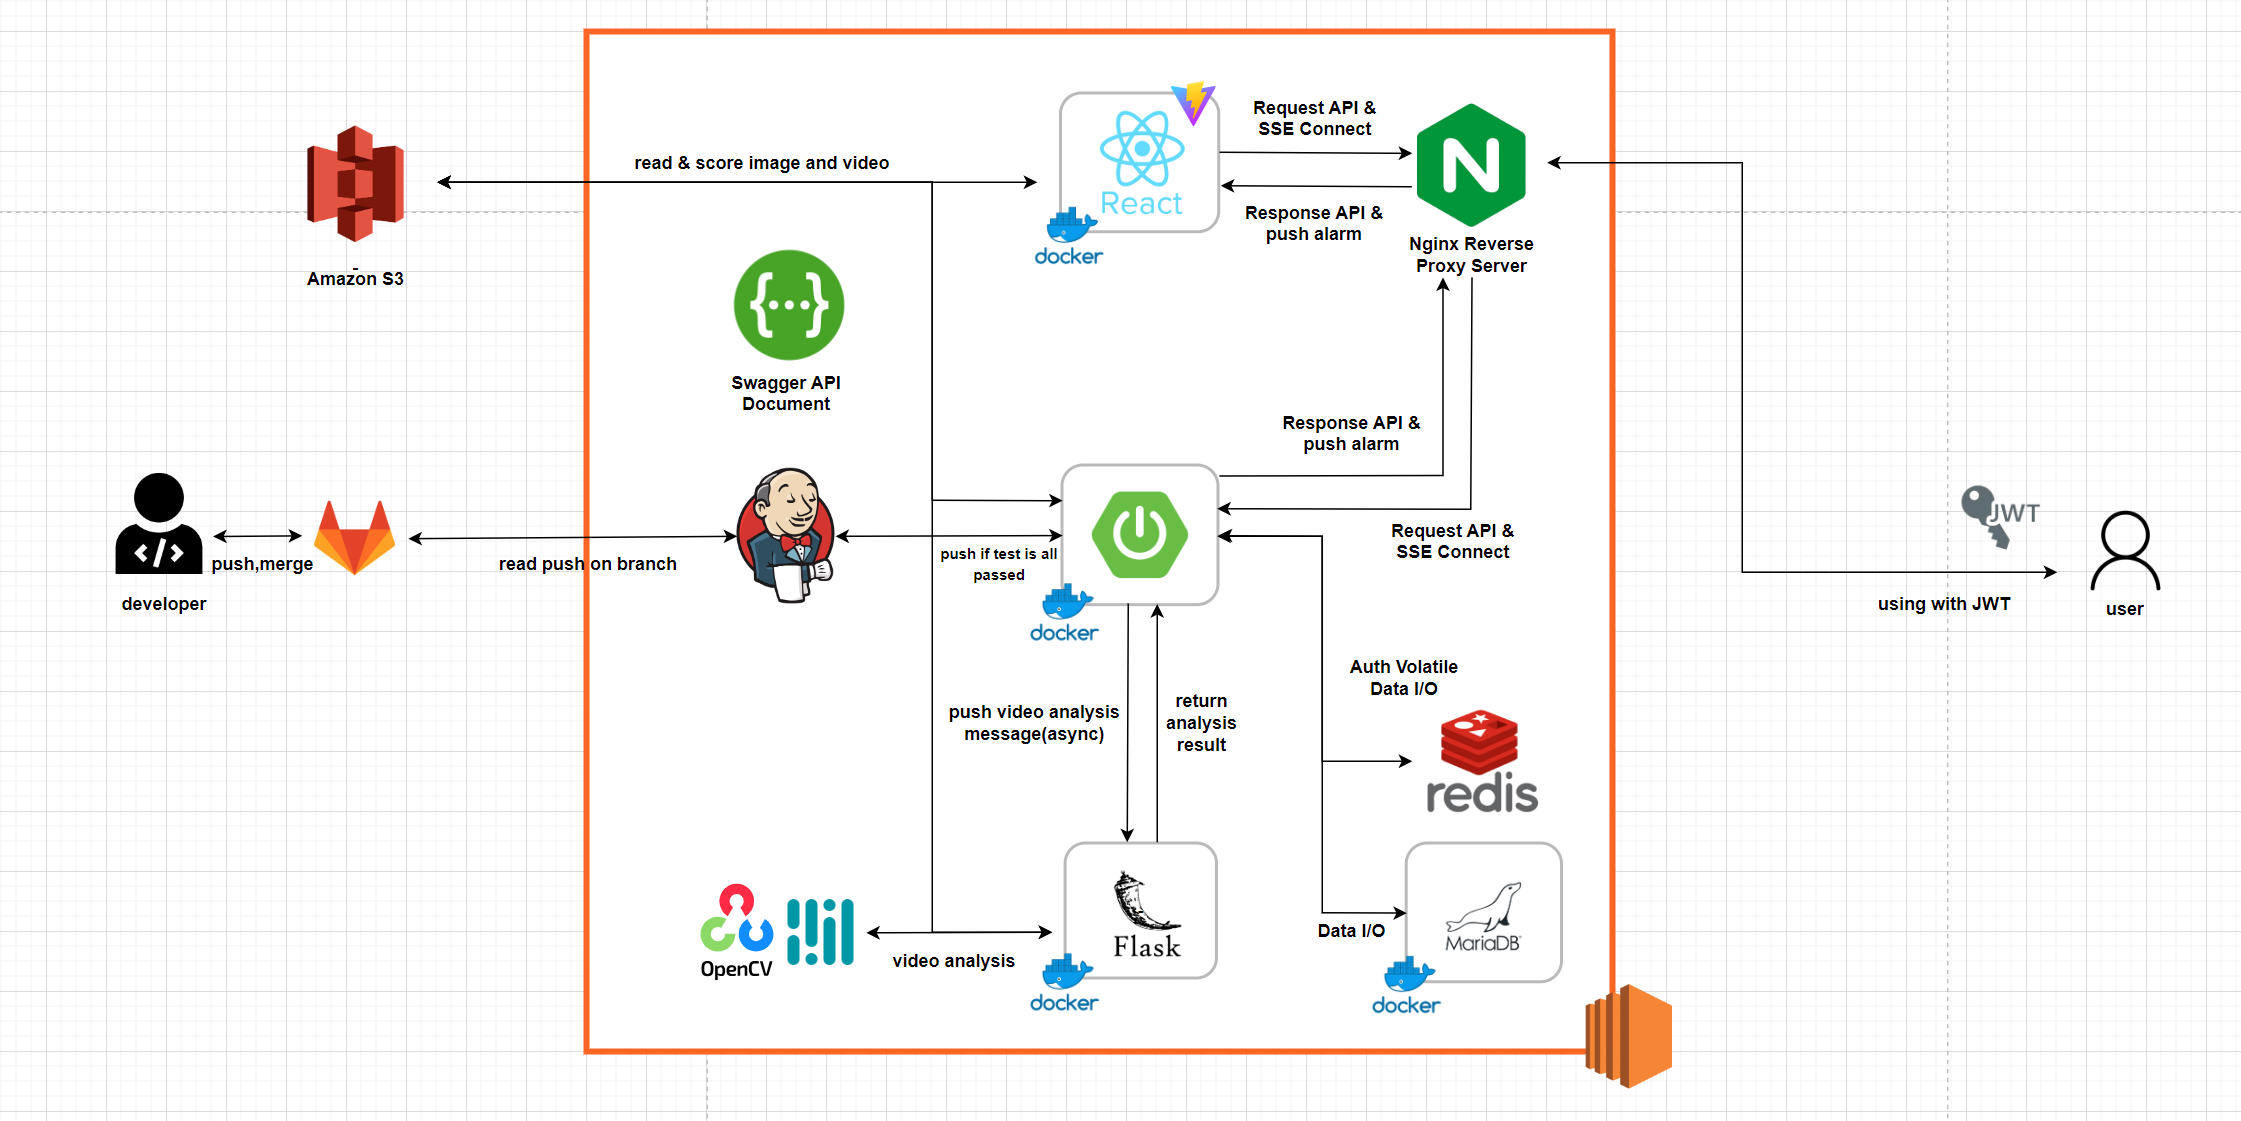 Request API &
SSE Connect
read & score image and video
React
docker
Response API &
push alarm
Nginx Reverse
Proxy Server
Amazon S3
Swagger API
Document
Response API &
push alarm
push,merge
developer
read push on branch
push if test is all
passed
docker
Request API &
SSE Connect
JWT
using with JWT
user
Auth Volatile
Data I/O
push video analysis
message(async)
return
analysis
result
redis
OpenCV
video analysis
Flask
docker
Data I/O
MariaDB
docker